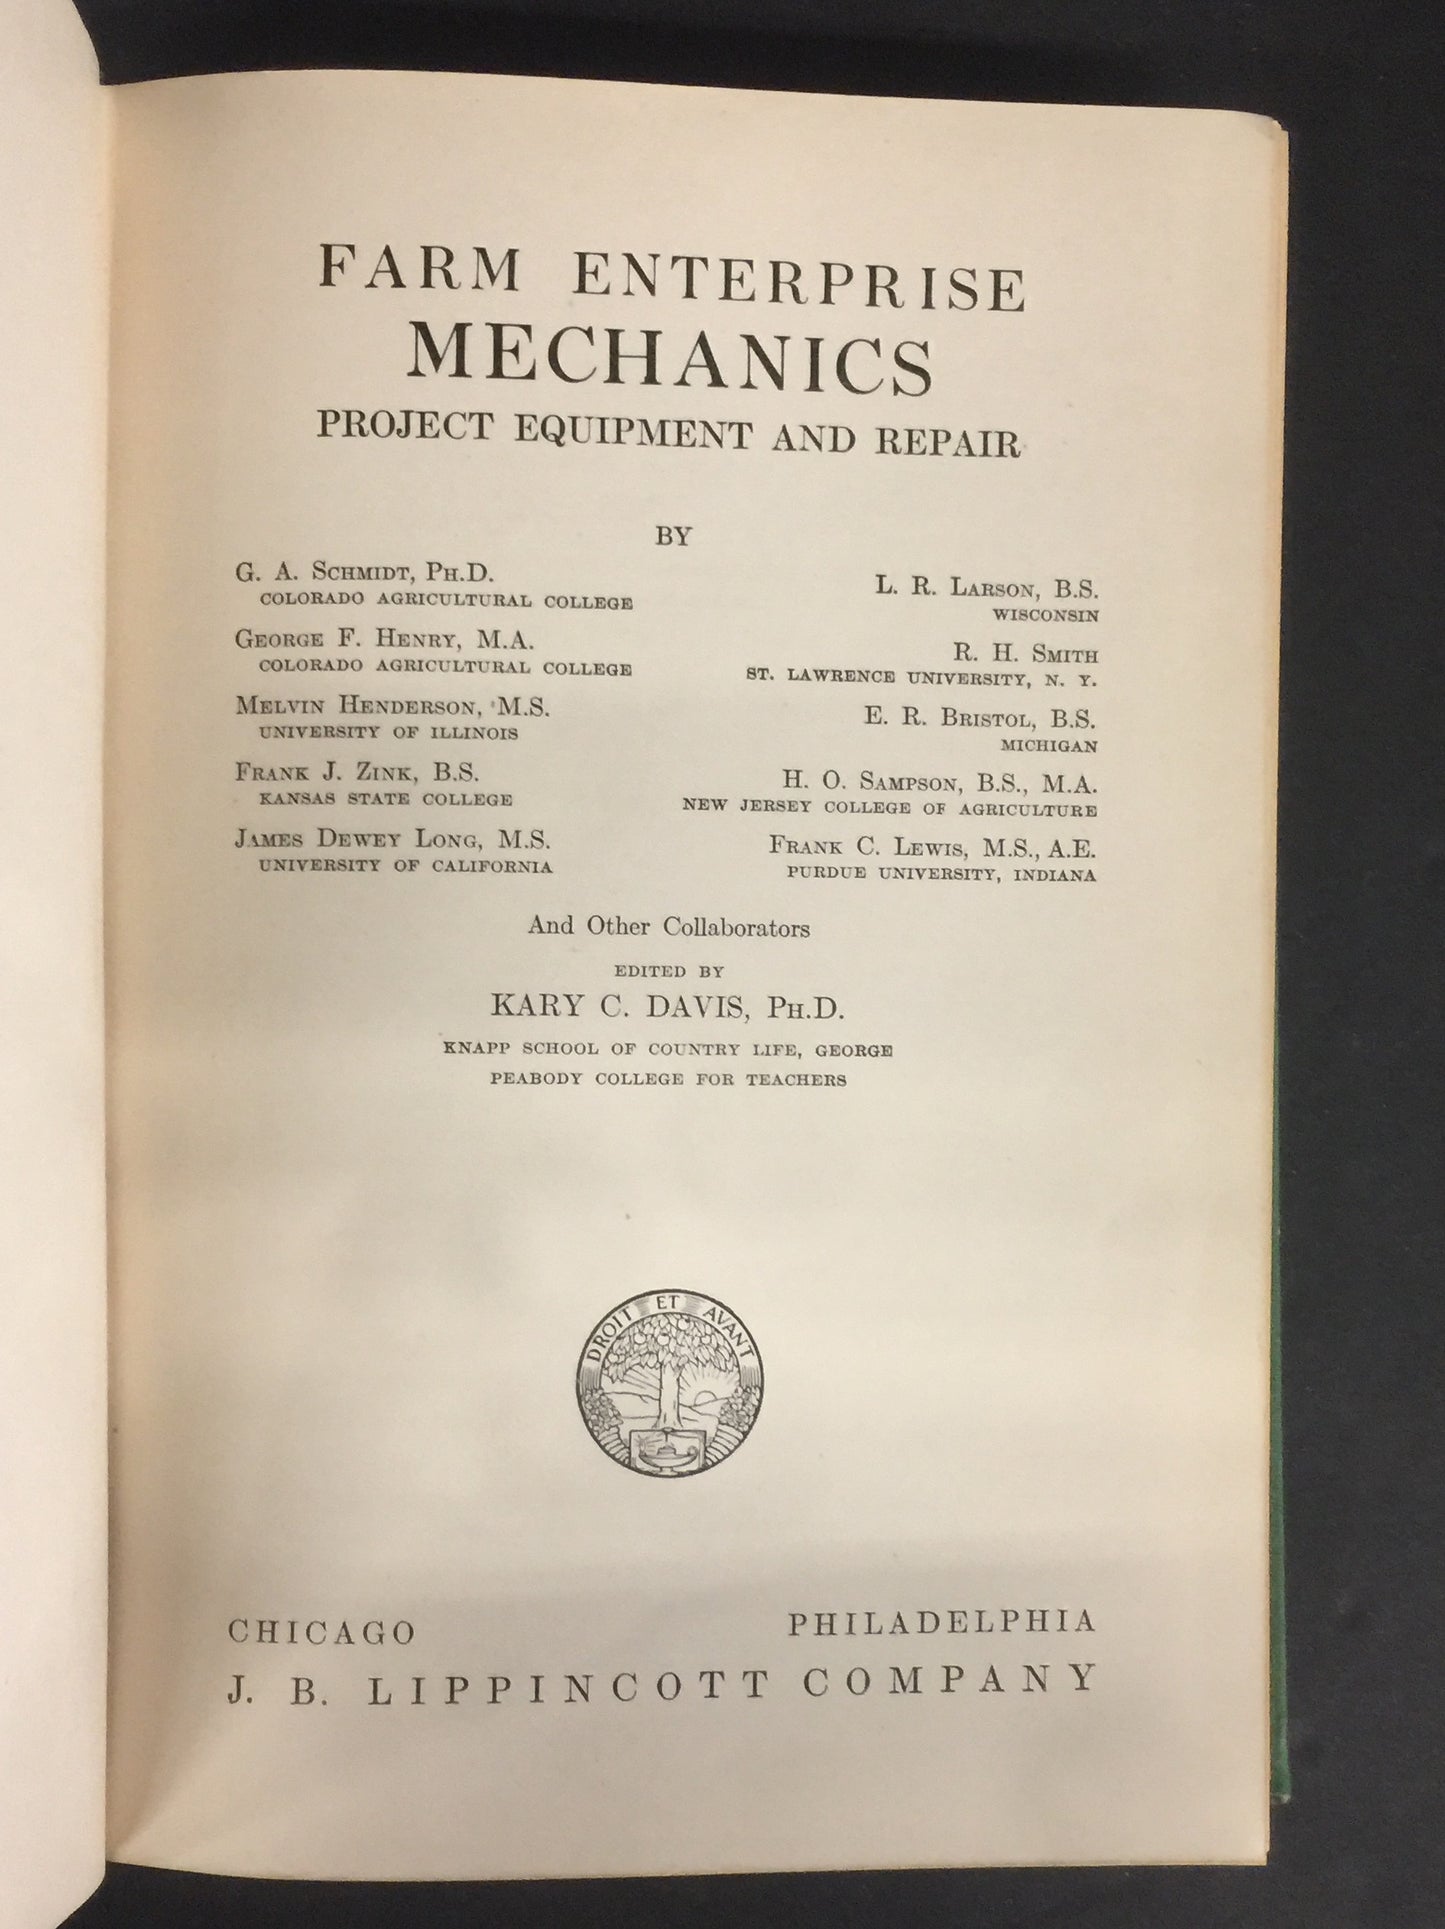 FARM ENTERPRISE
MECHANICS
PROJECT EQUIPMENT AND REPAIR
BY
G. A. SCHMIDT, PH.D.
COLORADO AGRICULTURAL COLLEGE
GEORGE F. HENRY, M.A.
COLORADO AGRICULTURAL COLLEGE
MELVIN HENDERSON, M.S.
UNIVERSITY OF ILLINOIS
FRANK J. ZINK, B.S.
KANSAS STATE COLLEGE
JAMES DEWEY LONG, M.S.
UNIVERSITY OF CALIFORNIA
L. R. LARSON, B.S.
WISCONSIN
R. H. SMITH
ST. LAWRENCE UNIVERSITY, N. Y.
E. R. BRISTOL, B.S.
MICHIGAN
H. O. SAMPSON, B.S., M.A.
NEW JERSEY COLLEGE OF AGRICULTURE
FRANK C. LEWIS, M.S., A.E.
PURDUE UNIVERSITY, INDIANA
And Other Collaborators
EDITED BY
KARY C. DAVIS, PH.D.
KNAPP SCHOOL OF COUNTRY LIFE, GEORGE
PEABODY COLLEGE FOR TEACHERS
DROIT ET AVANT
CHICAGO PHILADELPHIA
J. B. LIPPINCOTT COMPANY